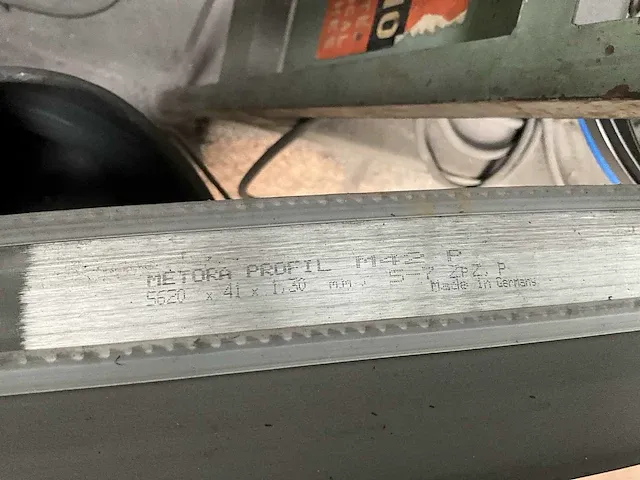 METORA PROFIL M42 P
5620 x 41 x 1,30 mm. 5-7 ZPZ. P
Made in Germany